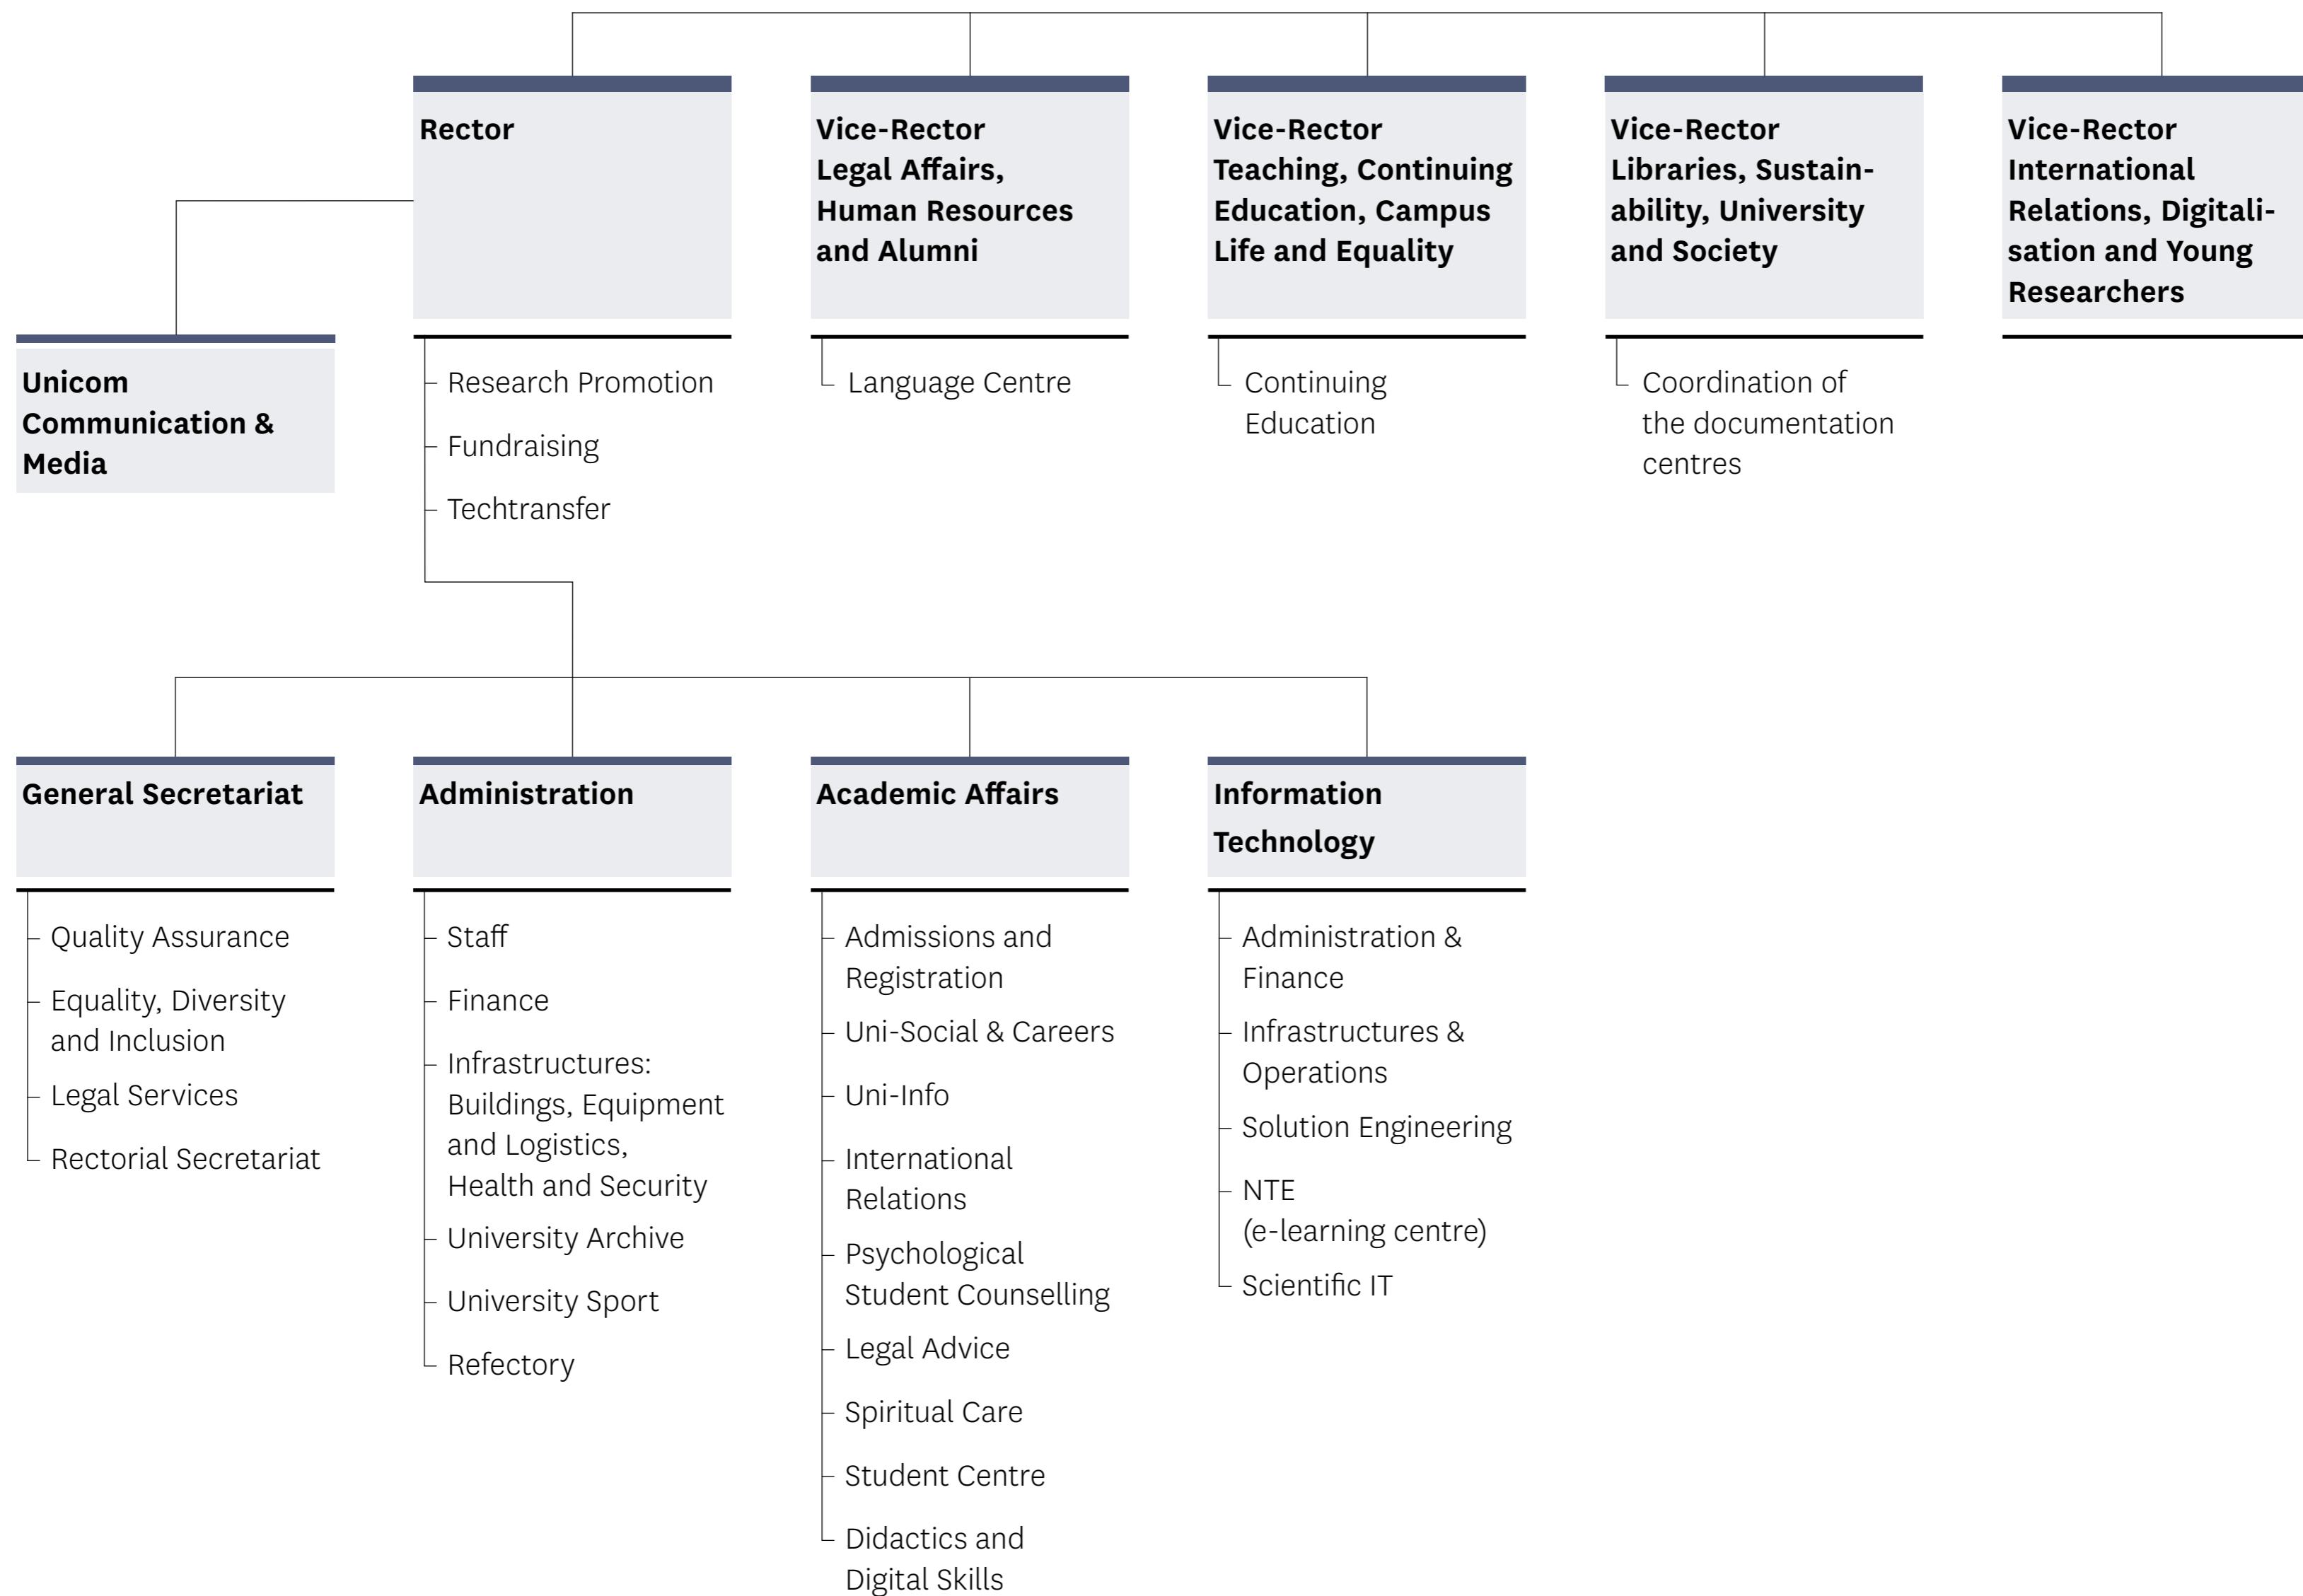 Rector
Vice-Rector
Legal Affairs,
Human Resources
and Alumni
Vice-Rector
Teaching, Continuing
Education, Campus
Life and Equality
Vice-Rector
Libraries, Sustain-
ability, University
and Society
Vice-Rector
International
Relations, Digitali-
sation and Young
Researchers
Unicom
Communication &
Media
Research Promotion
Fundraising
Techtransfer
Language Centre
Continuing
Education
Coordination of
the documentation
centres
General Secretariat
Quality Assurance
Equality, Diversity
and Inclusion
Legal Services
Rectorial Secretariat
Administration
Staff
Finance
Infrastructures:
Buildings, Equipment
and Logistics,
Health and Security
University Archive
University Sport
Refectory
Academic Affairs
Admissions and
Registration
Uni-Social & Careers
Uni-Info
International
Relations
Psychological
Student Counselling
Legal Advice
Spiritual Care
Student Centre
Didactics and
Digital Skills
Information
Technology
Administration &
Finance
Infrastructures &
Operations
Solution Engineering
NTE
(e-learning centre)
Scientific IT